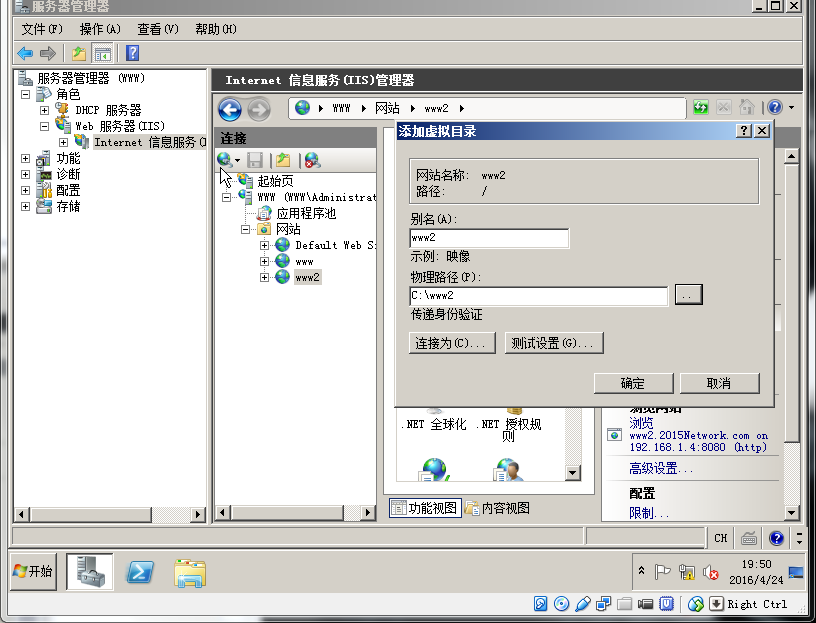 服务器管理器
文件(F) 操作(A) 查看(V) 帮助(H)
服务器管理器 (WWW)
角色
DHCP 服务器
Web 服务器(IIS)
Internet 信息服务(I
功能
诊断
配置
存储
Internet 信息服务(IIS)管理器
WWW 网站 www2
连接
起始页
WWW (WWW\Administrat
应用程序池
网站
Default Web S
www
www2
添加虚拟目录
网站名称: www2
路径: /
别名(A):
www2
示例: 映像
物理路径(P):
C:\www2
..
传递身份验证
连接为(C)...
测试设置(G)...
确定
取消
.NET 全球化
.NET 授权规则
浏览网站
浏览
www2.2015Network.com on
192.168.1.4:8080 (http)
高级设置...
配置
限制...
功能视图
内容视图
CH
开始
19:50
2016/4/24
Right Ctrl